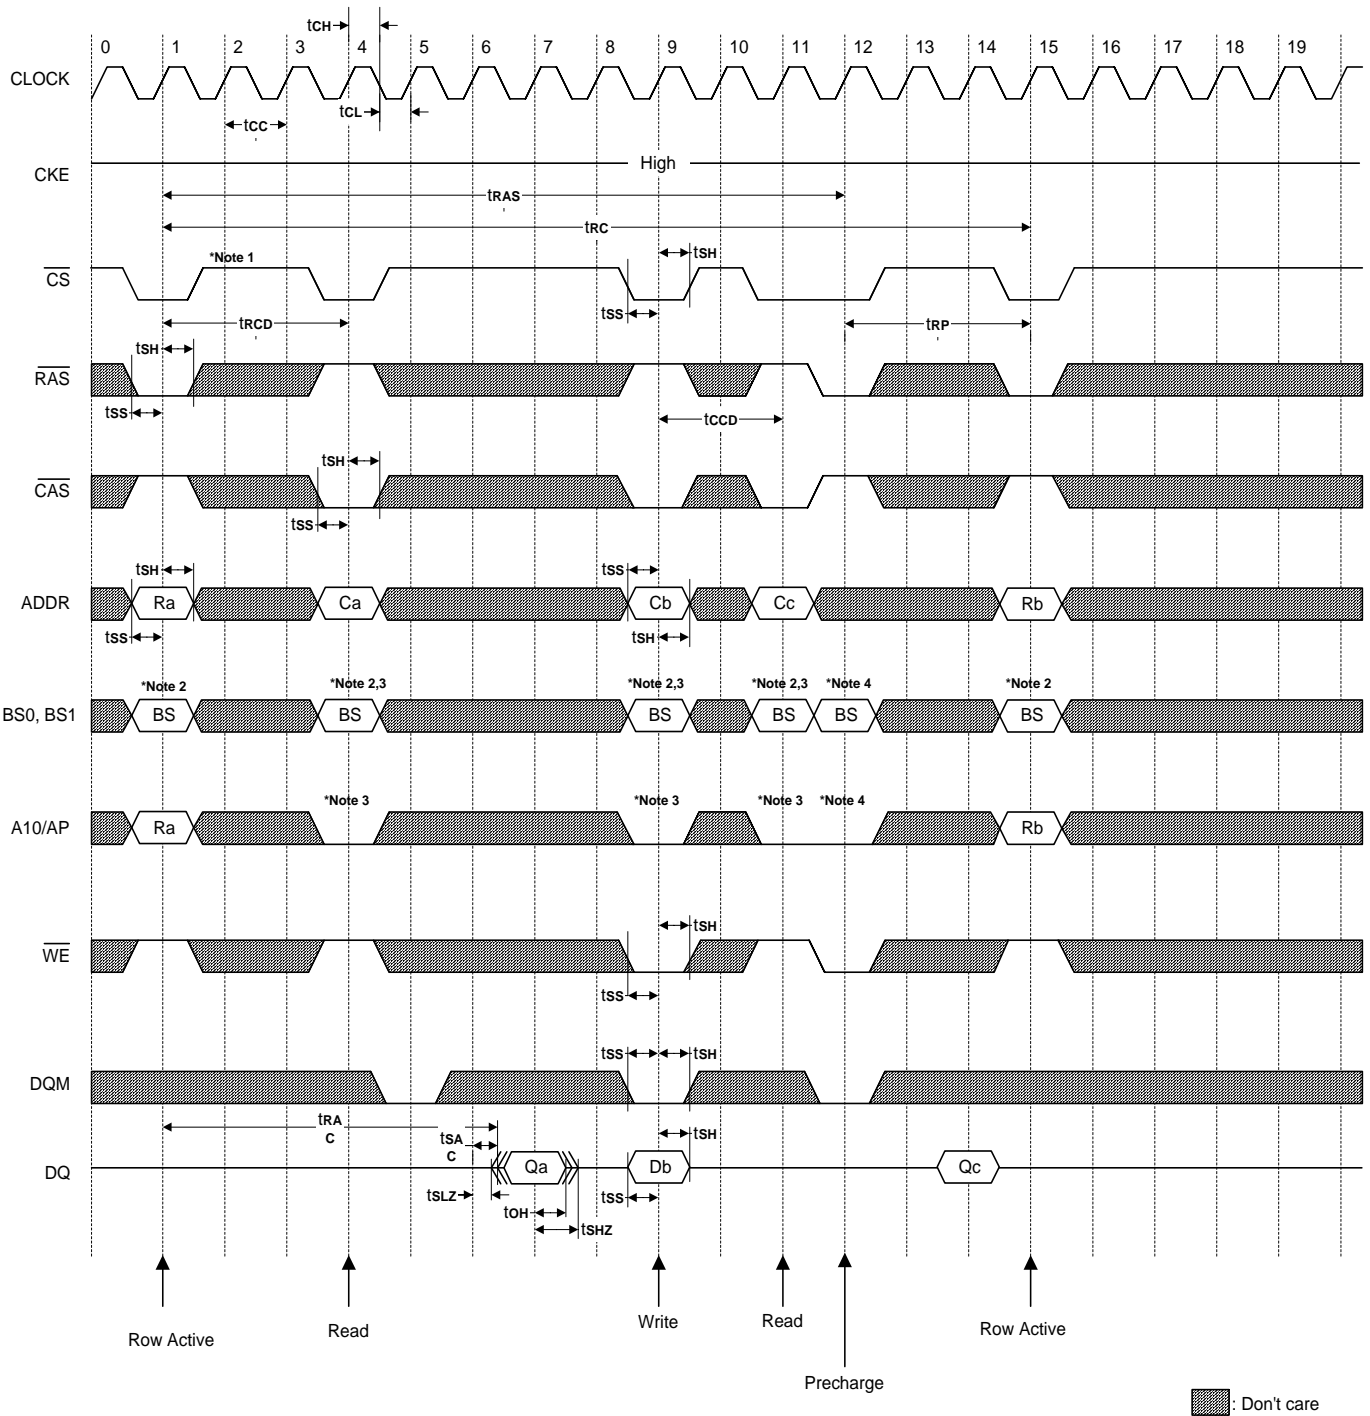 tCH
0 1 2 3 4 5 6 7 8 9 10 11 12 13 14 15 16 17 18 19
CLOCK
tCL
tCC
High
CKE
tRAS
tRC
*Note 1
tSH
CS
tSS
tRCD
tRP
tSH
RAS
tSS
tCCD
tSH
CAS
tSS
tSH
tSS
ADDR
Ra Ca Cb Cc Rb
tSS
tSH
*Note 2 *Note 2,3 *Note 2,3 *Note 2,3 *Note 4 *Note 2
BS0, BS1 BS BS BS BS BS BS
*Note 3 *Note 3 *Note 3 *Note 4
A10/AP Ra Rb
tSH
WE
tSS
tSS tSH
DQM
tRA
C
tSA
C
tSH
DQ Qa Db Qc
tSLZ
tSS
tOH
tSHZ
Row Active
Read
Write
Read
Row Active
Precharge
: Don't care